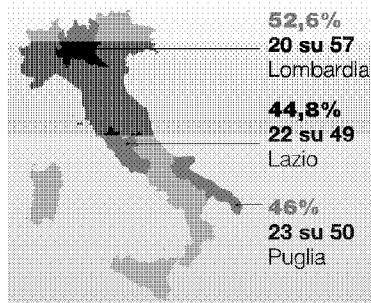 52,6%
20 su 57
Lombardia
44,8%
22 su 49
Lazio
46%
23 su 50
Puglia